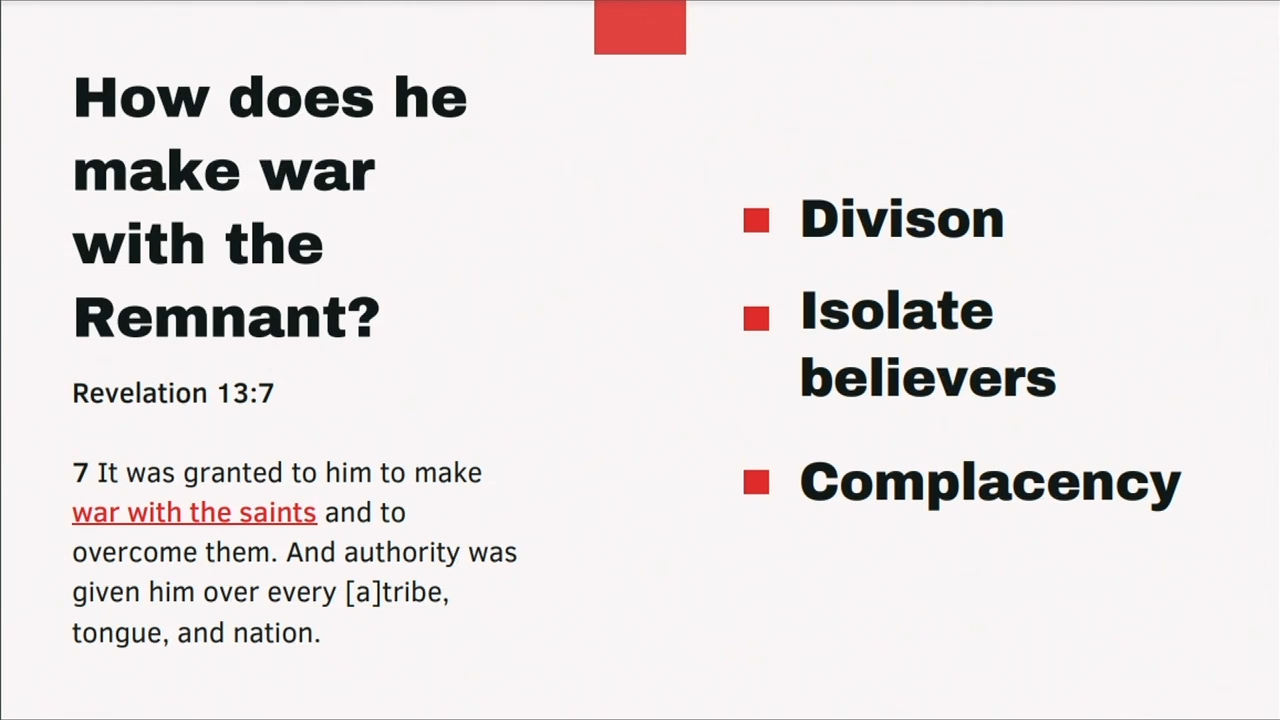 How does he
make war
with the
Remnant?
Revelation 13:7
7 It was granted to him to make
war with the saints and to
overcome them. And authority was
given him over every [a]tribe,
tongue, and nation.
Divison
Isolate
believers
Complacency